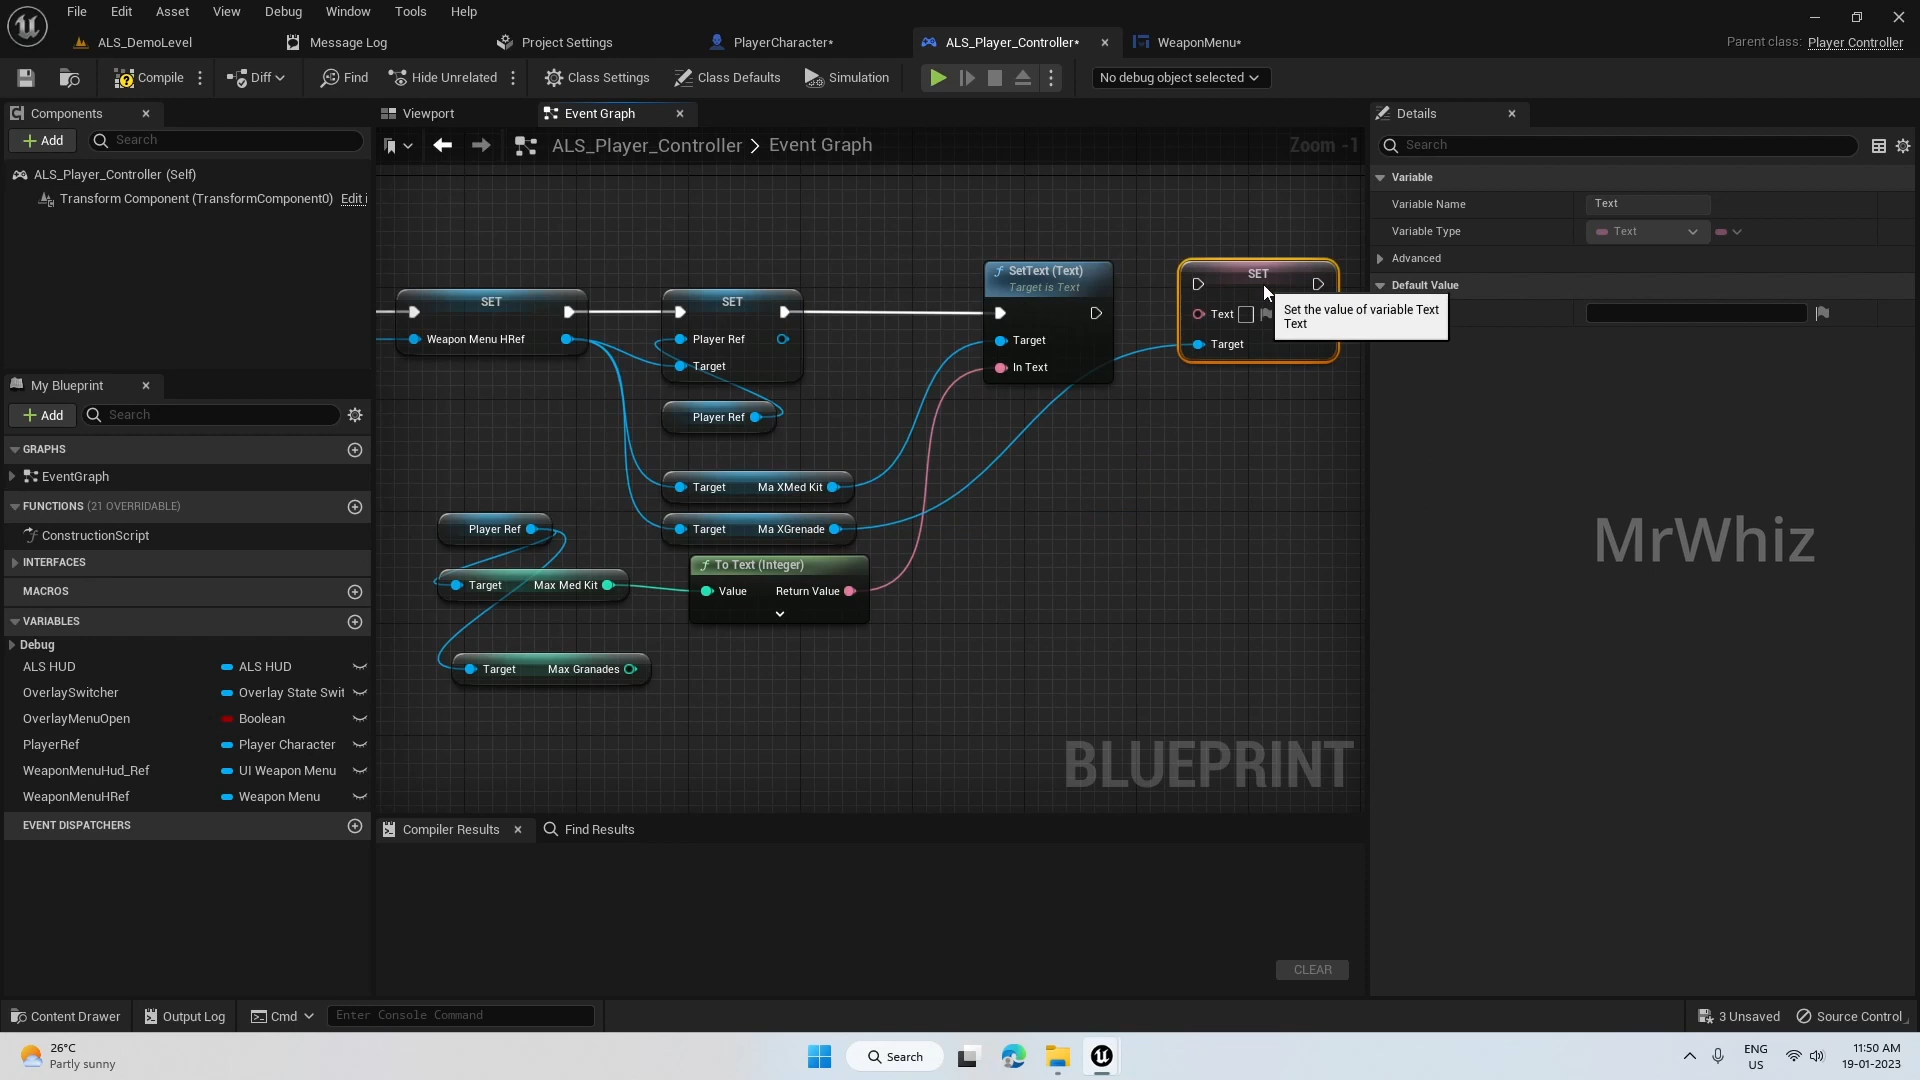 File Edit Asset View Debug Window Tools Help
ALS_DemoLevel Message Log Project Settings PlayerCharacter* ALS_Player_Controller* WeaponMenu* Parent class: Player Controller
Compile Diff Find Hide Unrelated Class Settings Class Defaults Simulation No debug object selected
Components Viewport Event Graph Details
Add Search
ALS_Player_Controller > Event Graph Zoom -1
Search
ALS_Player_Controller (Self)
Transform Component (TransformComponent0) Edit i
Variable
Variable Name Text
Variable Type Text
Advanced
Default Value
SET
Weapon Menu HRef
SET
Player Ref
Target
Player Ref
SetText (Text)
Target is Text
Target
In Text
SET
Text
Target
Set the value of variable Text
Text
Target Ma XMed Kit
Target Ma XGrenade
Player Ref
To Text (Integer)
Value Return Value
Target Max Med Kit
Target Max Granades
My Blueprint
Add Search
GRAPHS
EventGraph
FUNCTIONS (21 OVERRIDABLE)
ConstructionScript
INTERFACES
MACROS
VARIABLES
Debug
ALS HUD ALS HUD
OverlaySwitcher Overlay State Swit
OverlayMenuOpen Boolean
PlayerRef Player Character
WeaponMenuHud_Ref UI Weapon Menu
WeaponMenuHRef Weapon Menu
EVENT DISPATCHERS
MrWhiz
BLUEPRINT
Compiler Results Find Results
CLEAR
Content Drawer Output Log Cmd Enter Console Command 3 Unsaved Source Control
26°C
Partly sunny
Search
ENG
US
11:50 AM
19-01-2023